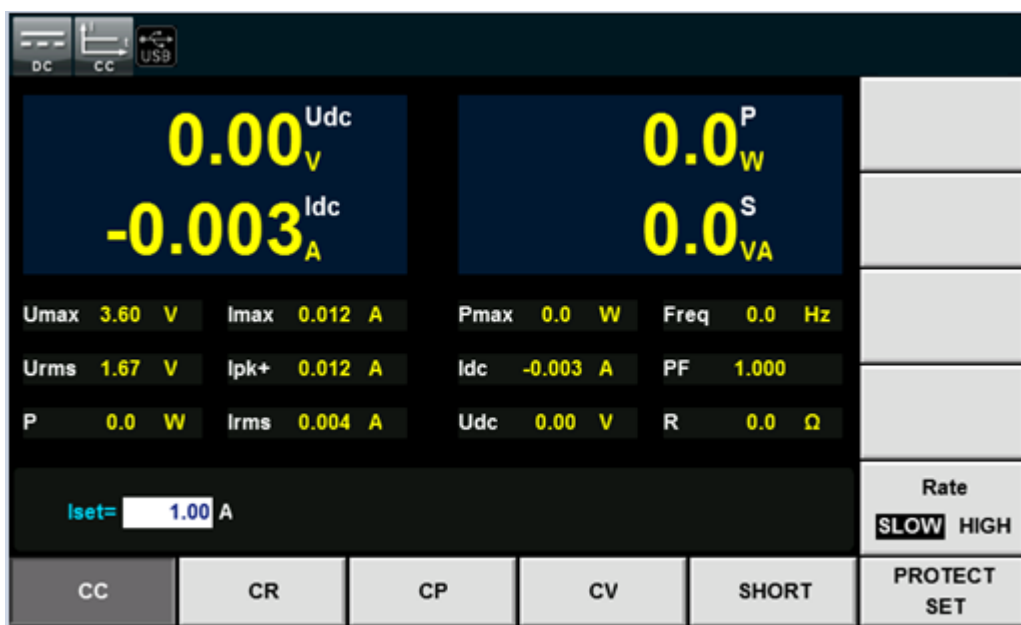 DC
I t CC
USB
0.00 Udc V
0.0 P W
-0.003 Idc A
0.0 S VA
Umax 3.60 V Imax 0.012 A Pmax 0.0 W Freq 0.0 Hz
Urms 1.67 V Ipk+ 0.012 A Idc -0.003 A PF 1.000
P 0.0 W Irms 0.004 A Udc 0.00 V R 0.0 Ω
Iset= 1.00 A
Rate
SLOW HIGH
CC CR CP CV SHORT
PROTECT
SET